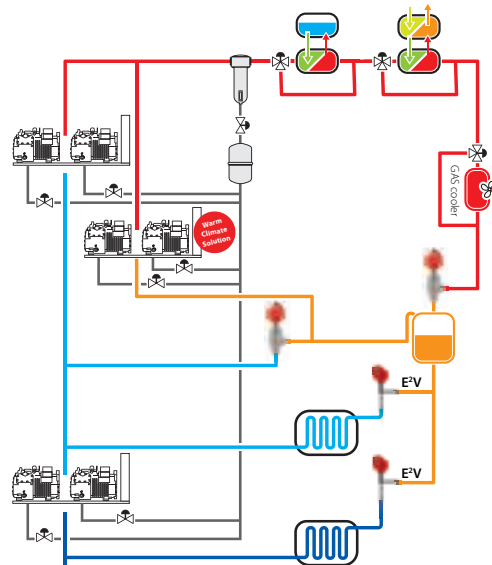 Warm
Climate
Solution
GAS cooler
E²V
E²V